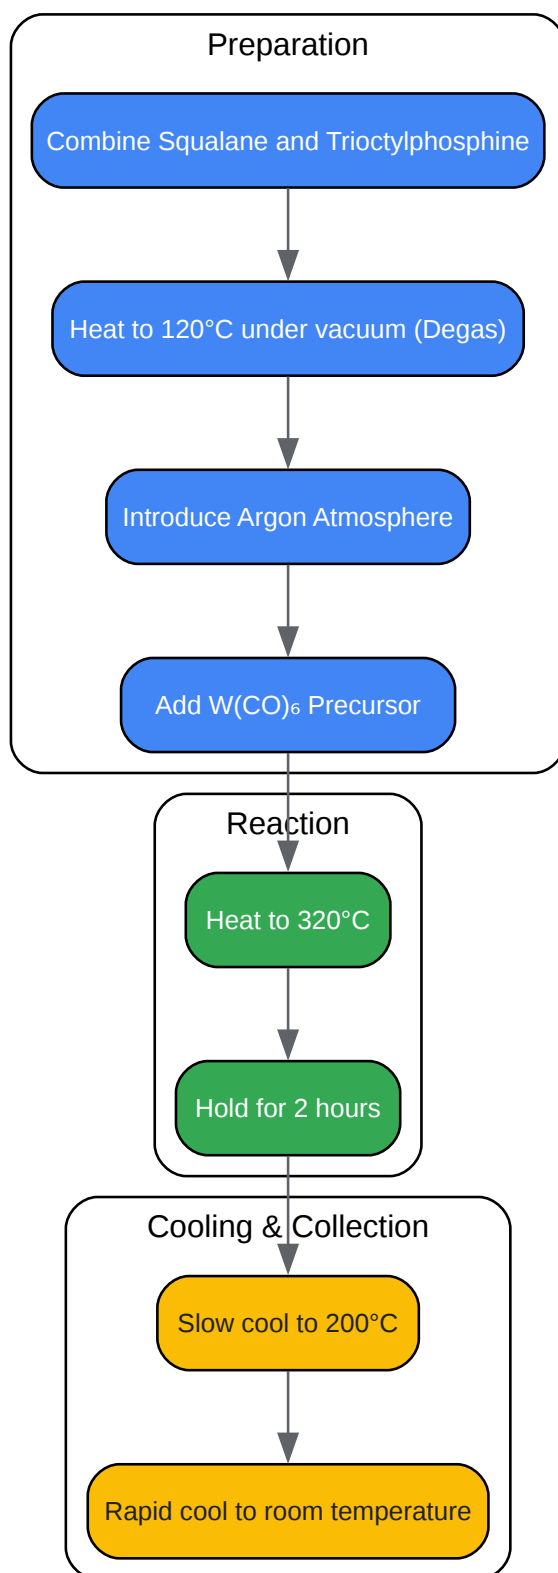 Preparation
Combine Squalane and Trioctylphosphine
Heat to 120°C under vacuum (Degas)
Introduce Argon Atmosphere
Add W(CO)₆ Precursor
Reaction
Heat to 320°C
Hold for 2 hours
Cooling & Collection
Slow cool to 200°C
Rapid cool to room temperature